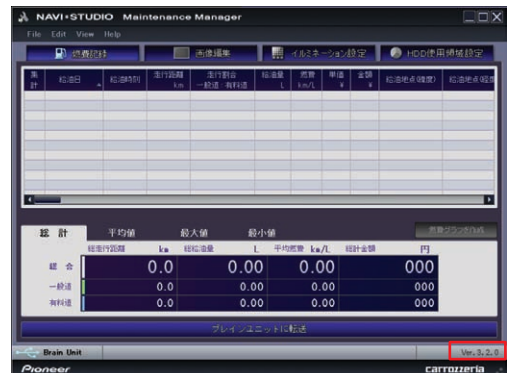 NAVI*STUDIO Maintenance Manager
File Edit View Help
燃費記録 画像編集 イルミネーション設定 HDD使用領域設定
集計 給油日 給油時刻 走行距離 km 走行割合 一般道:有料道 給油量 L 燃費 km/L 単価 ¥ 金額 ¥ 給油地点(緯度) 給油地点(経度
総 計 平均値 最大値 最小値 燃費グラフを作成
総走行距離 km 総給油量 L 平均燃費 km/L 総計金額 円
総 合 0.0 0.00 0.00 000
一般道 0.0 0.00 0.00 000
有料道 0.0 0.00 0.00 000
ブレインユニットに転送
Brain Unit Ver.3.2.0
Pioneer carrozzeria